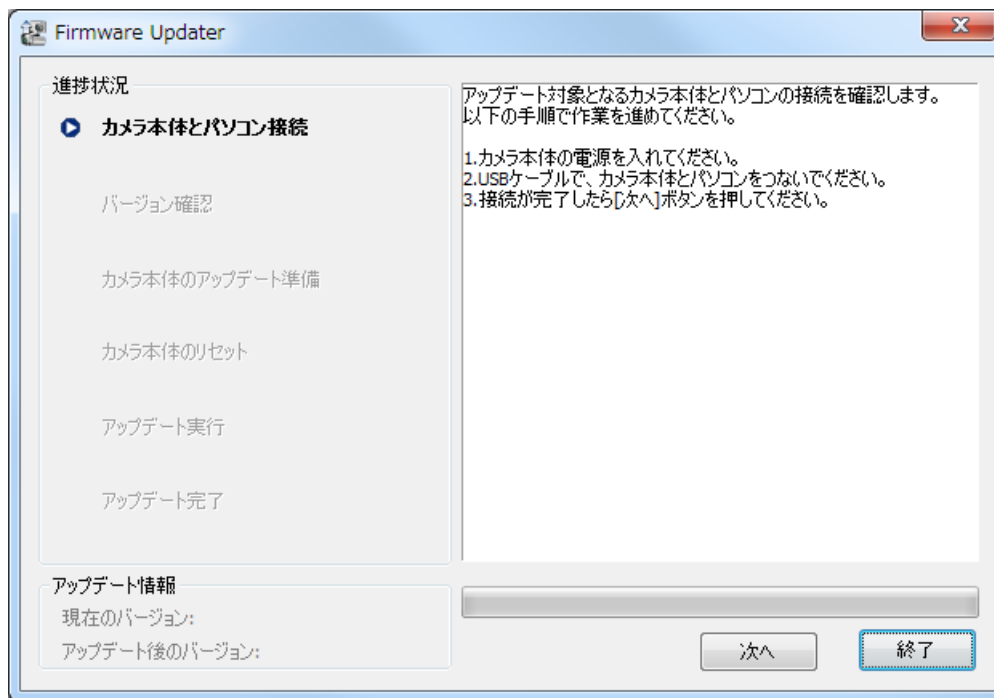 Firmware Updater
進捗状況
カメラ本体とパソコン接続
バージョン確認
カメラ本体のアップデート準備
カメラ本体のリセット
アップデート実行
アップデート完了
アップデート対象となるカメラ本体とパソコンの接続を確認します。
以下の手順で作業を進めてください。
1.カメラ本体の電源を入れてください。
2.USBケーブルで、カメラ本体とパソコンをつないでください。
3.接続が完了したら[次へ]ボタンを押してください。
アップデート情報
現在のバージョン:
アップデート後のバージョン:
次へ
終了